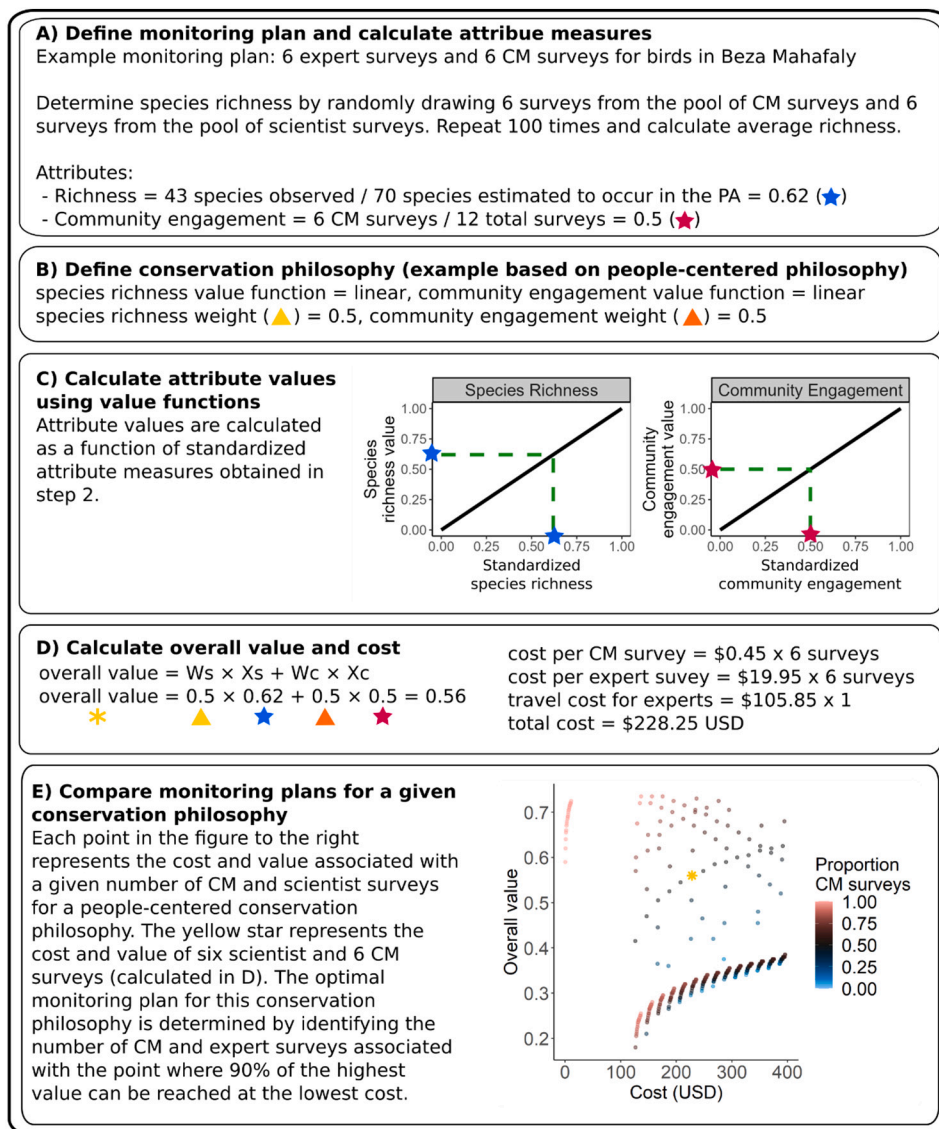 A) Define monitoring plan and calculate attribue measures
Example monitoring plan: 6 expert surveys and 6 CM surveys for birds in Beza Mahafaly
Determine species richness by randomly drawing 6 surveys from the pool of CM surveys and 6
surveys from the pool of scientist surveys. Repeat 100 times and calculate average richness.
Attributes:
- Richness = 43 species observed / 70 species estimated to occur in the PA = 0.62 (★)
- Community engagement = 6 CM surveys / 12 total surveys = 0.5 (★)
B) Define conservation philosophy (example based on people-centered philosophy)
species richness value function = linear, community engagement value function = linear
species richness weight (▲) = 0.5, community engagement weight (▲) = 0.5
C) Calculate attribute values
using value functions
Attribute values are calculated
as a function of standardized
attribute measures obtained in
step 2.
Species Richness
Species
richness value
1.00
0.75
0.50
0.25
0.00
0.00 0.25 0.50 0.75 1.00
Standardized
species richness
Community Engagement
Community
engagement value
1.00
0.75
0.50
0.25
0.00
0.00 0.25 0.50 0.75 1.00
Standardized
community engagement
D) Calculate overall value and cost
overall value = Ws × Xs + Wc × Xc
overall value = 0.5 × 0.62 + 0.5 × 0.5 = 0.56
cost per CM survey = $0.45 x 6 surveys
cost per expert suvey = $19.95 x 6 surveys
travel cost for experts = $105.85 x 1
total cost = $228.25 USD
E) Compare monitoring plans for a given
conservation philosophy
Each point in the figure to the right
represents the cost and value associated with
a given number of CM and scientist surveys
for a people-centered conservation
philosophy. The yellow star represents the
cost and value of six scientist and 6 CM
surveys (calculated in D). The optimal
monitoring plan for this conservation
philosophy is determined by identifying the
number of CM and expert surveys associated
with the point where 90% of the highest
value can be reached at the lowest cost.
Overall value
0.7
0.6
0.5
0.4
0.3
0.2
0 100 200 300 400
Cost (USD)
Proportion
CM surveys
1.00
0.75
0.50
0.25
0.00